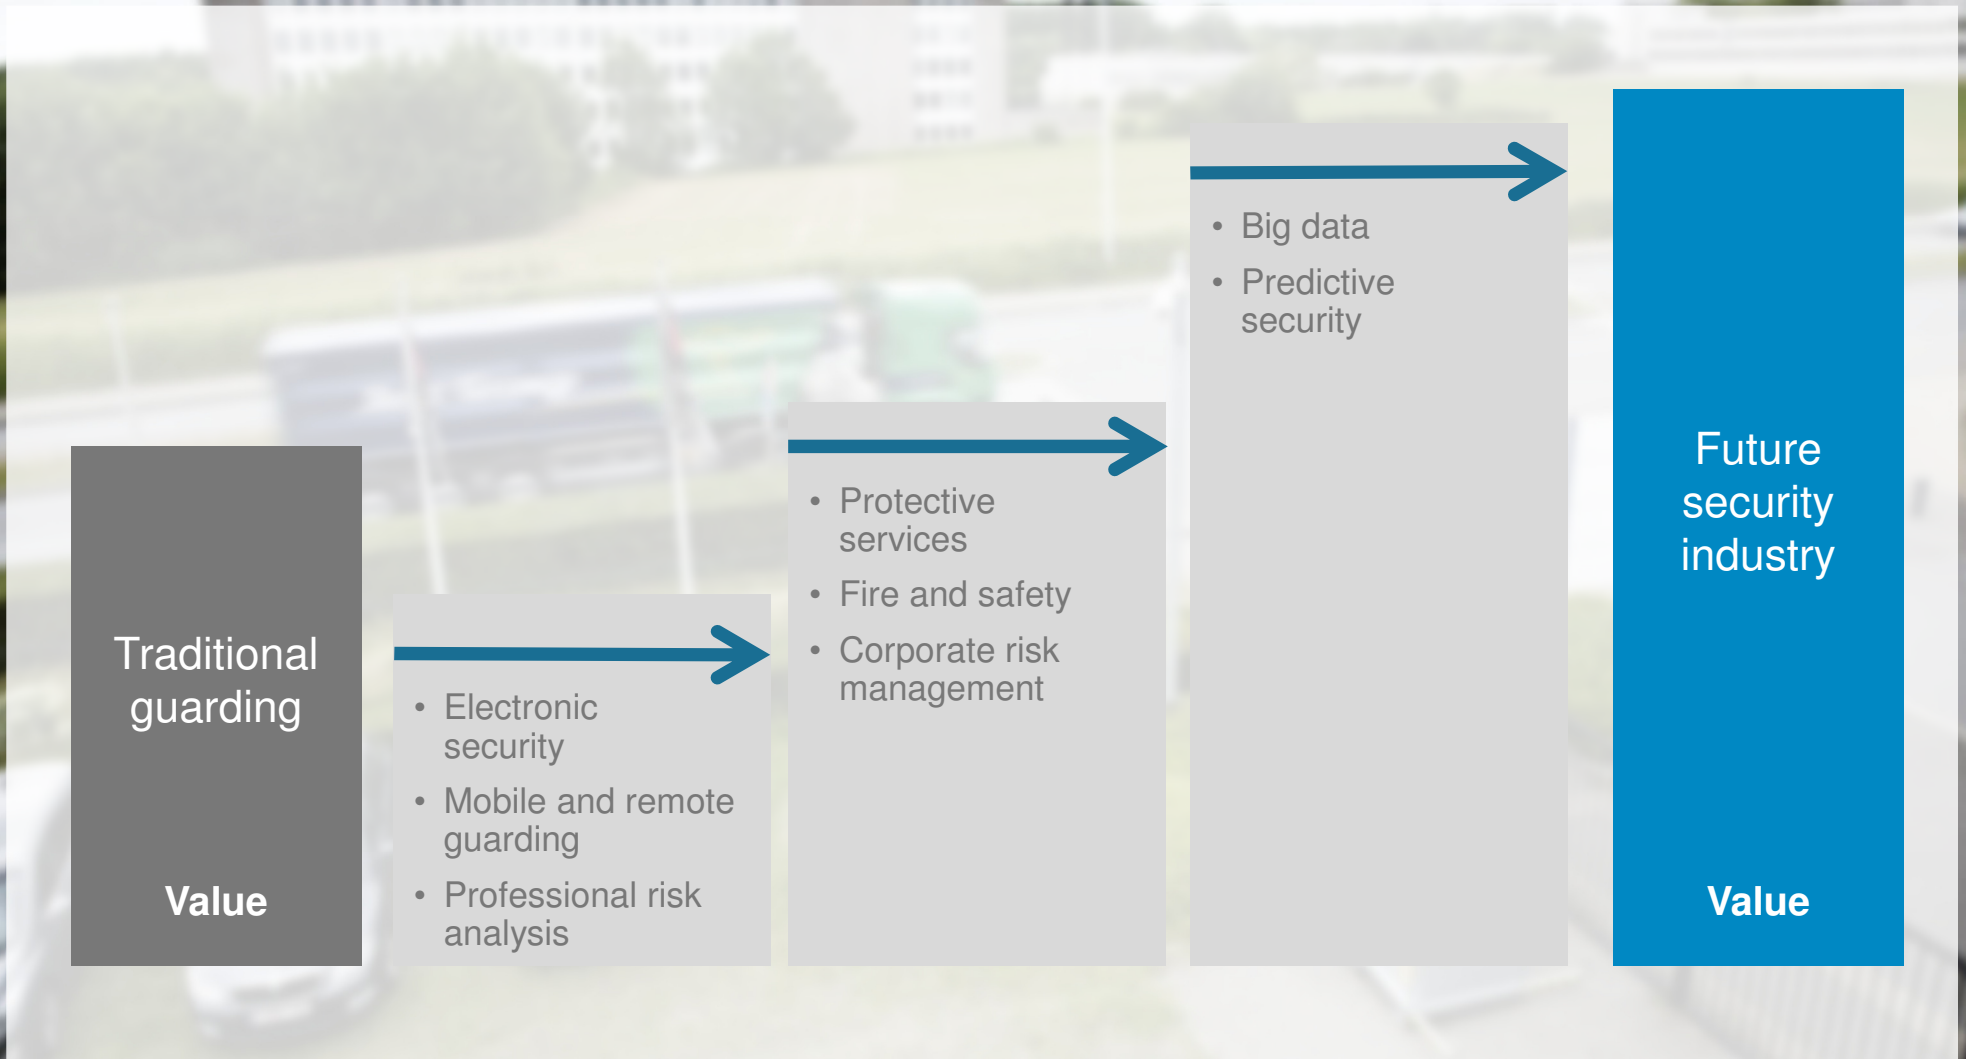 Traditional
guarding
Value
• Electronic
security
• Mobile and remote
guarding
• Professional risk
analysis
• Protective
services
• Fire and safety
• Corporate risk
management
• Big data
• Predictive
security
Future
security
industry
Value